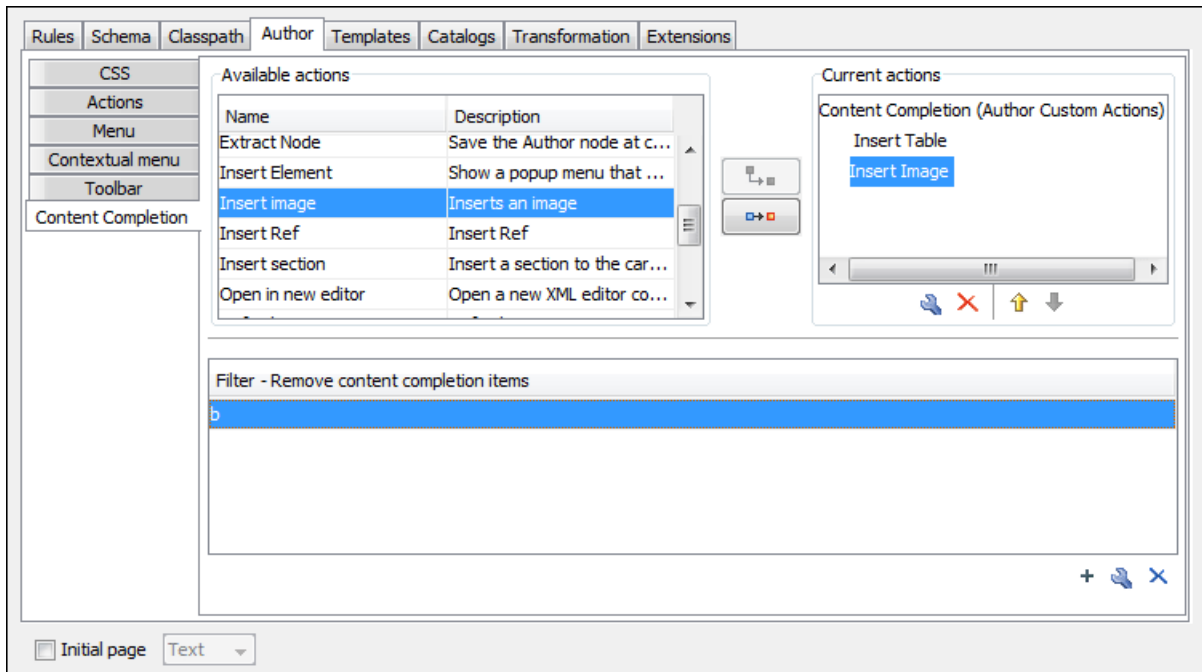 Rules Schema Classpath Author Templates Catalogs Transformation Extensions
CSS
Actions
Menu
Contextual menu
Toolbar
Content Completion
Available actions
Name Description
Extract Node Save the Author node at c...
Insert Element Show a popup menu that ...
Insert image Inserts an image
Insert Ref Insert Ref
Insert section Insert a section to the car...
Open in new editor Open a new XML editor co...
Current actions
Content Completion (Author Custom Actions)
Insert Table
Insert Image
Filter - Remove content completion items
b
Initial page Text